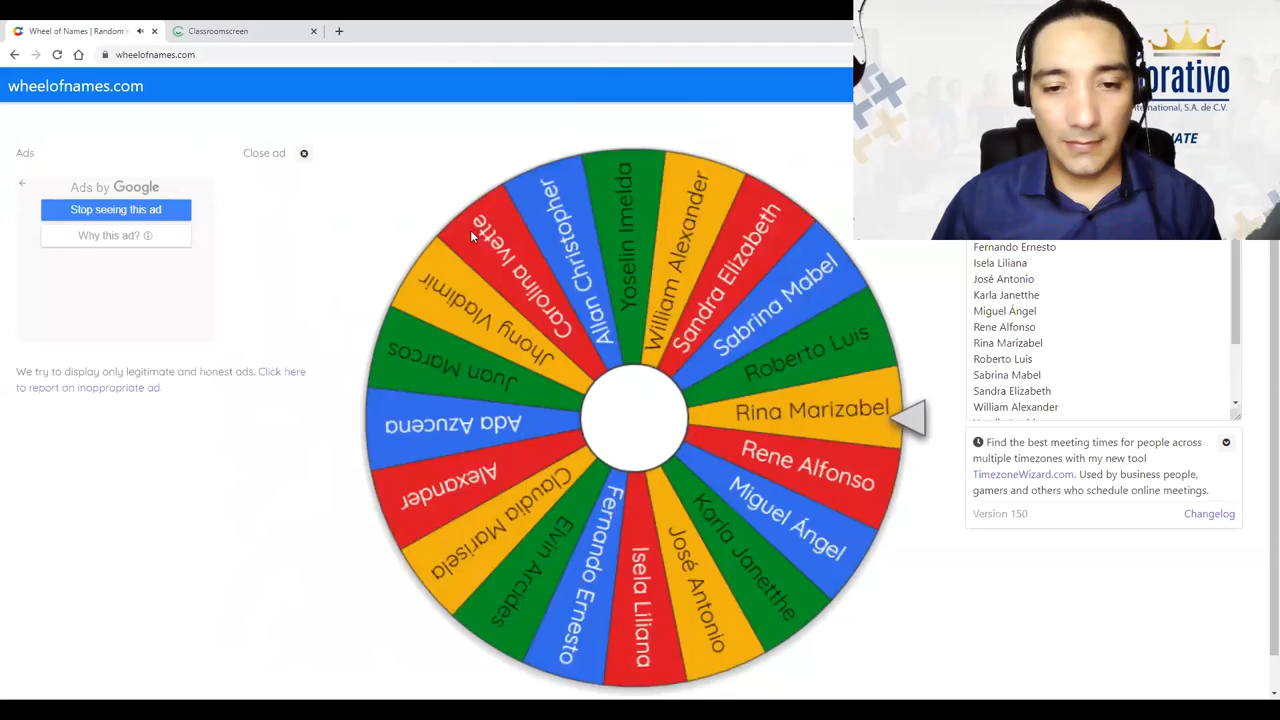 Wheel of Names | Random n
Classroomscreen
wheelofnames.com
wheelofnames.com
orativo
ternational, S.A. de C.V.
ATE
Ads
Close ad
Ads by Google
Stop seeing this ad
Why this ad?
We try to display only legitimate and honest ads. Click here
to report an inappropriate ad.
Yoselin Imelda
William Alexander
Sandra Elizabeth
Sabrina Mabel
Roberto Luis
Rina Marizabel
Rene Alfonso
Miguel Ángel
Karla Janetthe
José Antonio
Isela Liliana
Fernando Ernesto
Elvin Arcides
Claudia Marisela
Alexander
Ada Azucena
Juan Marcos
Jhony Vladimir
Carolina Ivette
Allan Christopher
Fernando Ernesto
Isela Liliana
José Antonio
Karla Janetthe
Miguel Ángel
Rene Alfonso
Rina Marizabel
Roberto Luis
Sabrina Mabel
Sandra Elizabeth
William Alexander
Find the best meeting times for people across
multiple timezones with my new tool
TimezoneWizard.com. Used by business people,
gamers and others who schedule online meetings.
Version 150
Changelog